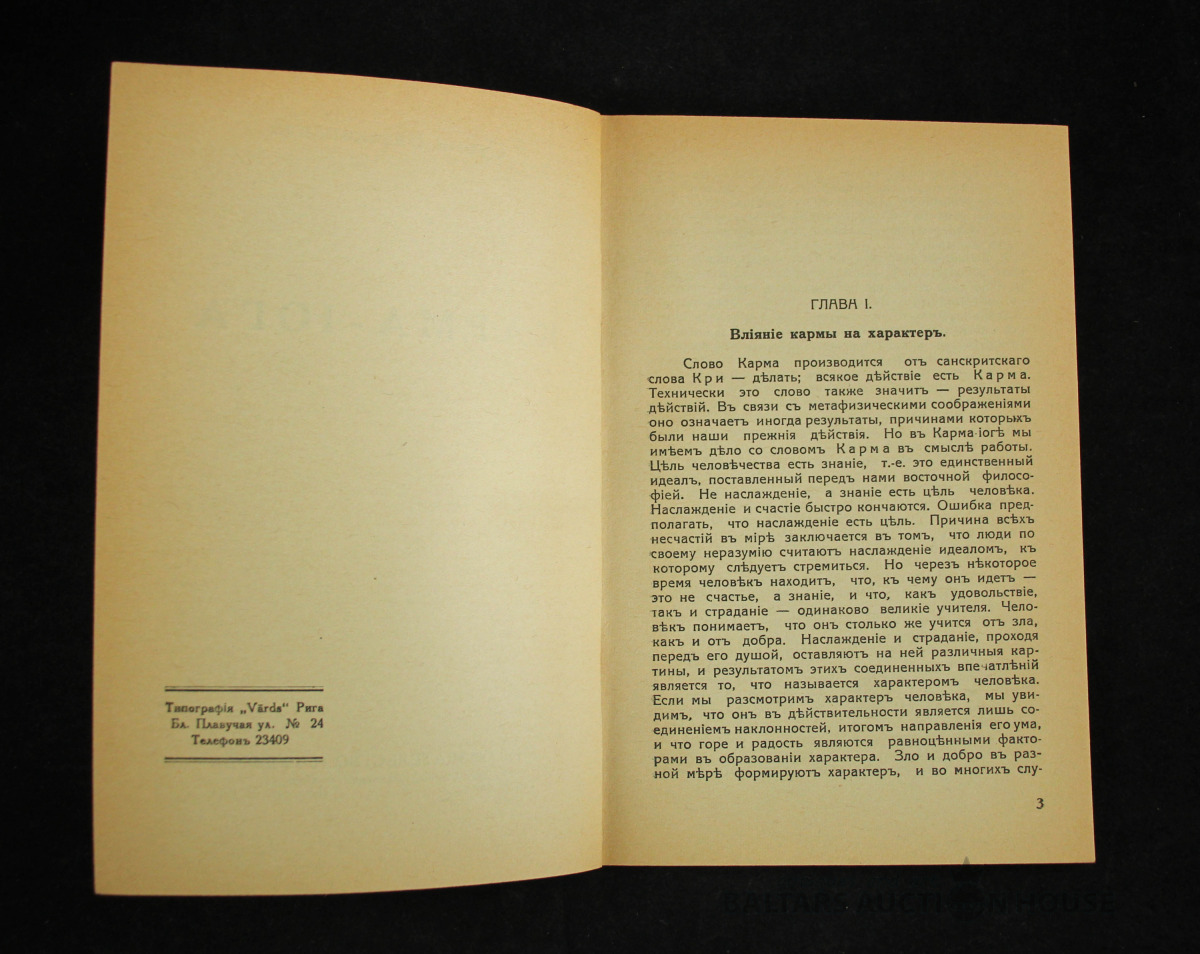 Типографія „Vārds“ Рига
Бл. Плавучая ул. № 24
Телефонъ 23409
ГЛАВА I.
Вліяніе кармы на характеръ.
Слово Карма производится отъ санскритскаго
слова Кри — дѣлать; всякое дѣйствіе есть Карма.
Технически это слово также значитъ — результаты
дѣйствій. Въ связи съ метафизическими соображеніями
оно означаетъ иногда результаты, причинами которыхъ
были наши прежнія дѣйствія. Но въ Карма-іогѣ мы
имѣемъ дѣло со словомъ Карма въ смыслѣ работы.
Цѣль человѣчества есть знаніе, т.-е. это единственный
идеалъ, поставленный передъ нами восточной филосо-
фіей. Не наслажденіе, а знаніе есть цѣль человѣка.
Наслажденіе и счастіе быстро кончаются. Ошибка пред-
полагать, что наслажденіе есть цѣль. Причина всѣхъ
несчастій въ мірѣ заключается въ томъ, что люди по
своему неразумію считаютъ наслажденіе идеаломъ, къ
которому слѣдуетъ стремиться. Но черезъ нѣкоторое
время человѣкъ находитъ, что, къ чему онъ идетъ —
это не счастье, а знаніе, и что, какъ удовольствіе,
такъ и страданіе — одинаково великіе учителя. Чело-
вѣкъ понимаетъ, что онъ столько же учится отъ зла,
какъ и отъ добра. Наслажденіе и страданіе, проходя
передъ его душой, оставляютъ на ней различныя кар-
тины, и результатомъ этихъ соединенныхъ впечатлѣній
является то, что называется характеромъ человѣка.
Если мы разсмотримъ характеръ человѣка, мы уви-
димъ, что онъ въ дѣйствительности является лишь со-
единеніемъ наклонностей, итогомъ направленія его ума,
и что горе и радость являются равноцѣнными факто-
рами въ образованіи характера. Зло и добро въ раз-
ной мѣрѣ формируютъ характеръ, и во многихъ слу-
3
BALTARS AUCTION HOUSE